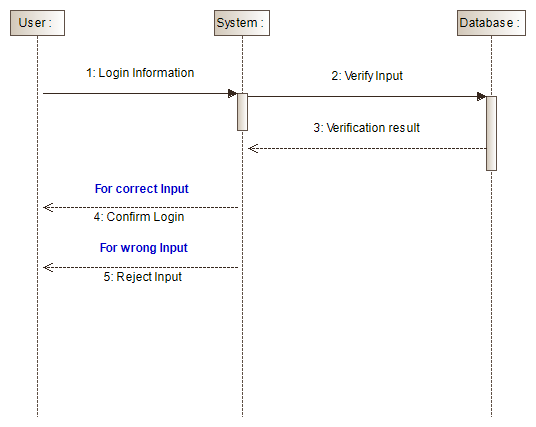 User :
System :
Database :
1: Login Information
2: Verify Input
3: Verification result
For correct Input
4: Confirm Login
For wrong Input
5: Reject Input